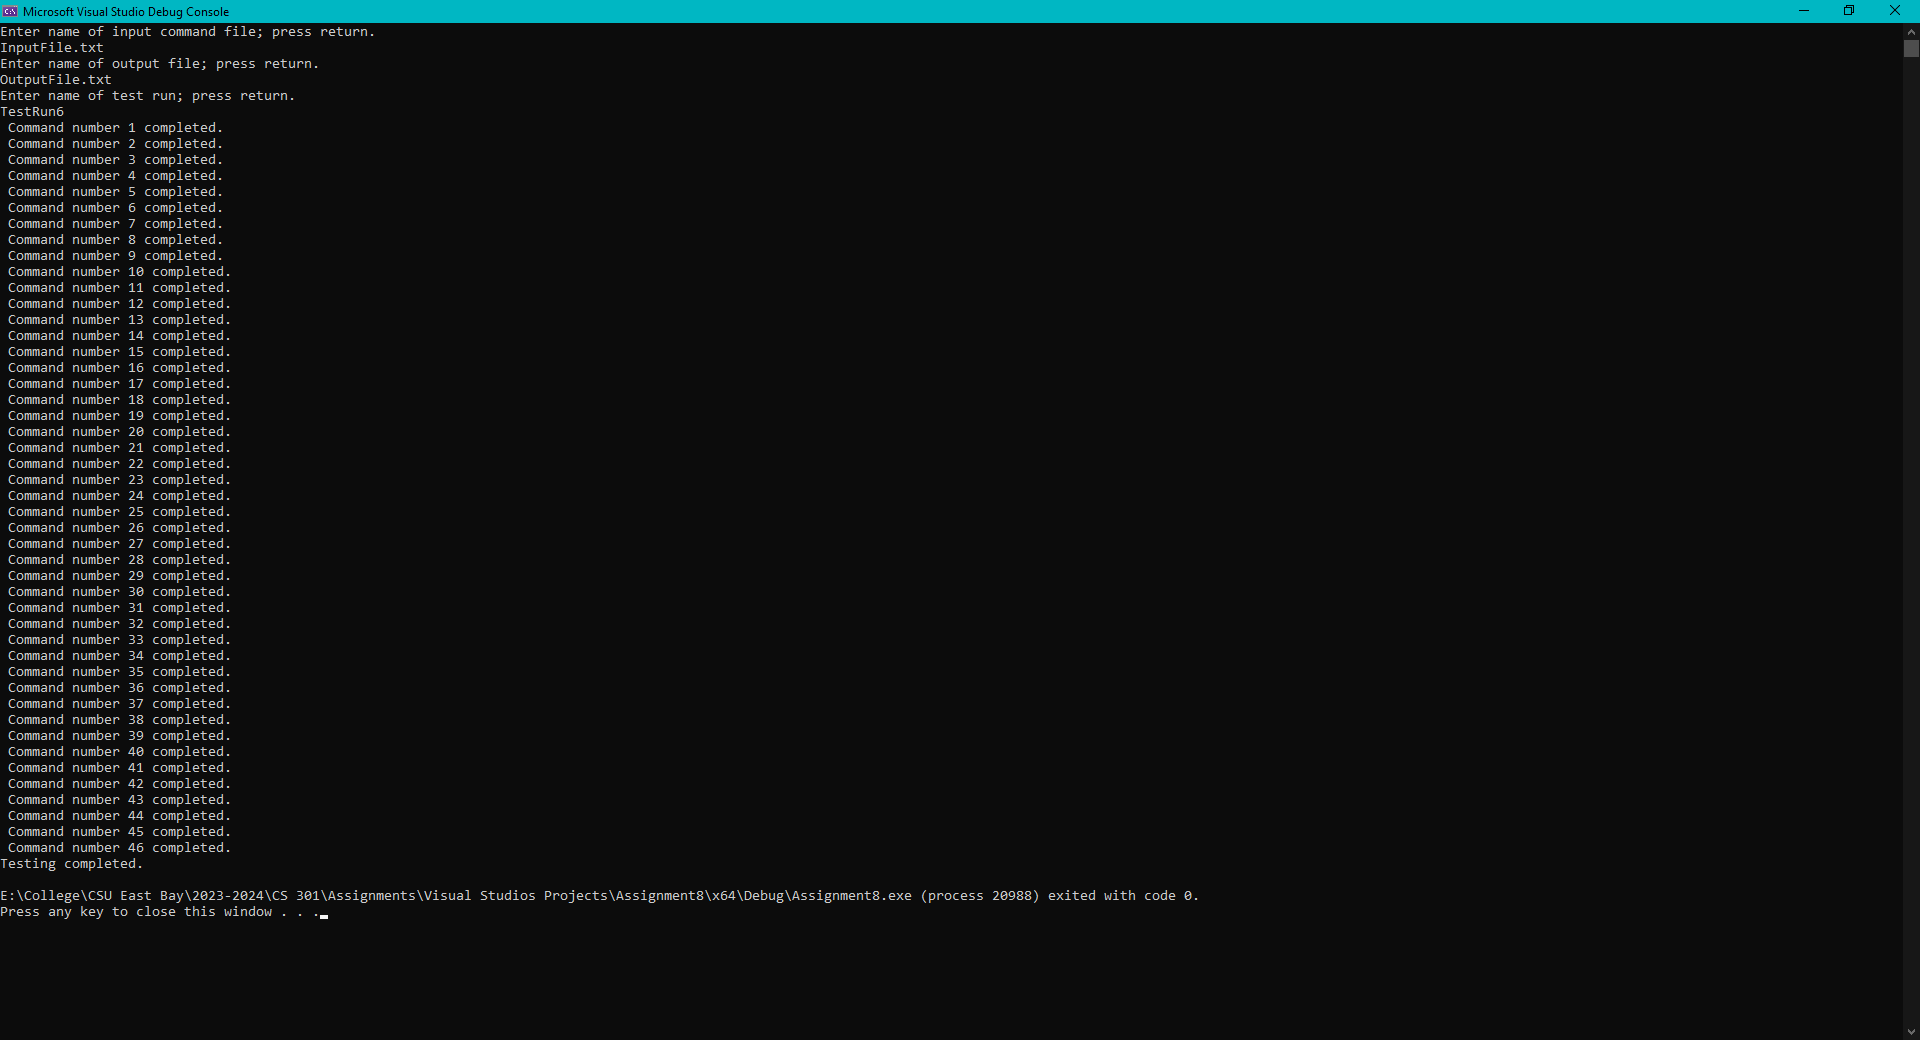 Microsoft Visual Studio Debug Console
Enter name of input command file; press return.
InputFile.txt
Enter name of output file; press return.
OutputFile.txt
Enter name of test run; press return.
TestRun6
Command number 1 completed.
Command number 2 completed.
Command number 3 completed.
Command number 4 completed.
Command number 5 completed.
Command number 6 completed.
Command number 7 completed.
Command number 8 completed.
Command number 9 completed.
Command number 10 completed.
Command number 11 completed.
Command number 12 completed.
Command number 13 completed.
Command number 14 completed.
Command number 15 completed.
Command number 16 completed.
Command number 17 completed.
Command number 18 completed.
Command number 19 completed.
Command number 20 completed.
Command number 21 completed.
Command number 22 completed.
Command number 23 completed.
Command number 24 completed.
Command number 25 completed.
Command number 26 completed.
Command number 27 completed.
Command number 28 completed.
Command number 29 completed.
Command number 30 completed.
Command number 31 completed.
Command number 32 completed.
Command number 33 completed.
Command number 34 completed.
Command number 35 completed.
Command number 36 completed.
Command number 37 completed.
Command number 38 completed.
Command number 39 completed.
Command number 40 completed.
Command number 41 completed.
Command number 42 completed.
Command number 43 completed.
Command number 44 completed.
Command number 45 completed.
Command number 46 completed.
Testing completed.
E:\College\CSU East Bay\2023-2024\CS 301\Assignments\Visual Studios Projects\Assignment8\x64\Debug\Assignment8.exe (process 20988) exited with code 0.
Press any key to close this window . . .